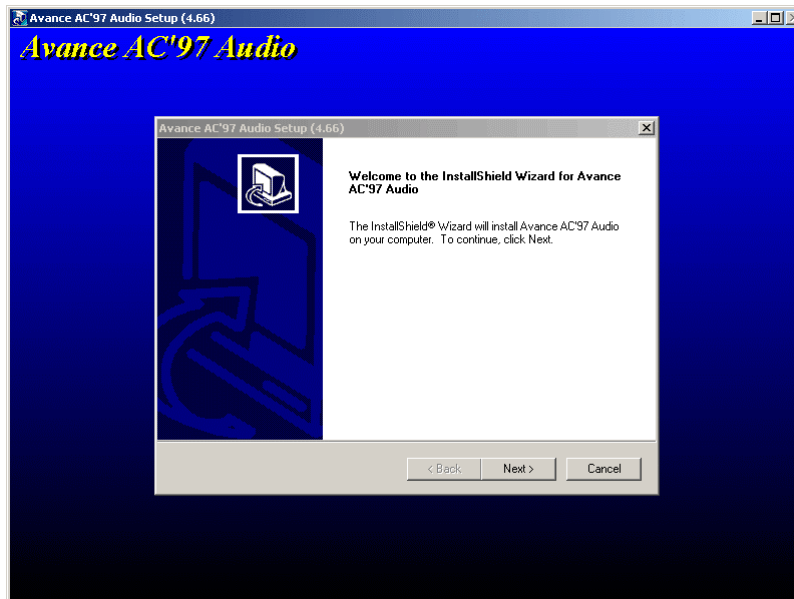 Avance AC'97 Audio Setup (4.66)
Avance AC'97 Audio
Avance AC'97 Audio Setup (4.66)
Welcome to the InstallShield Wizard for Avance
AC'97 Audio
The InstallShield® Wizard will install Avance AC'97 Audio
on your computer. To continue, click Next.
< Back Next > Cancel